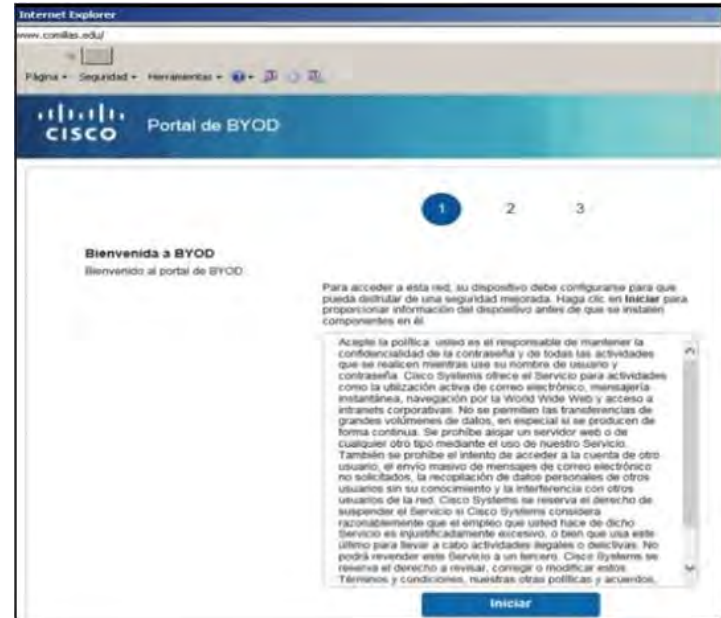 Internet Explorer
www.comillas.edu/
Página Seguridad Herramientas
CISCO Portal de BYOD
1 2 3
Bienvenida a BYOD
Bienvenido al portal de BYOD
Para acceder a esta red, su dispositivo debe configurarse para que
pueda disfrutar de una seguridad mejorada. Haga clic en Iniciar para
proporcionar información del dispositivo antes de que se instalen
componentes en él.
Acepte la política: usted es el responsable de mantener la
confidencialidad de la contraseña y de todas las actividades
que se realicen mientras use su nombre de usuario y
contraseña. Cisco Systems ofrece el Servicio para actividades
como la utilización activa de correo electrónico, mensajería
instantánea, navegación por la World Wide Web y acceso a
intranets corporativas. No se permiten las transferencias de
grandes volúmenes de datos, en especial si se producen de
forma continua. Se prohíbe alojar un servidor web o de
cualquier otro tipo mediante el uso de nuestro Servicio.
También se prohíbe el intento de acceder a la cuenta de otro
usuario, el envío masivo de mensajes de correo electrónico
no solicitados, la recopilación de datos personales de otros
usuarios sin su conocimiento y la interferencia con otros
usuarios de la red. Cisco Systems se reserva el derecho de
suspender el Servicio si Cisco Systems considera
razonablemente que el empleo que usted hace de dicho
Servicio es injustificadamente excesivo, o bien que usa este
último para llevar a cabo actividades ilegales o delictivas. No
podrá revender este Servicio a un tercero. Cisco Systems se
reserva el derecho a revisar, corregir o modificar estos
Términos y condiciones, nuestras otras políticas y acuerdos,
Iniciar